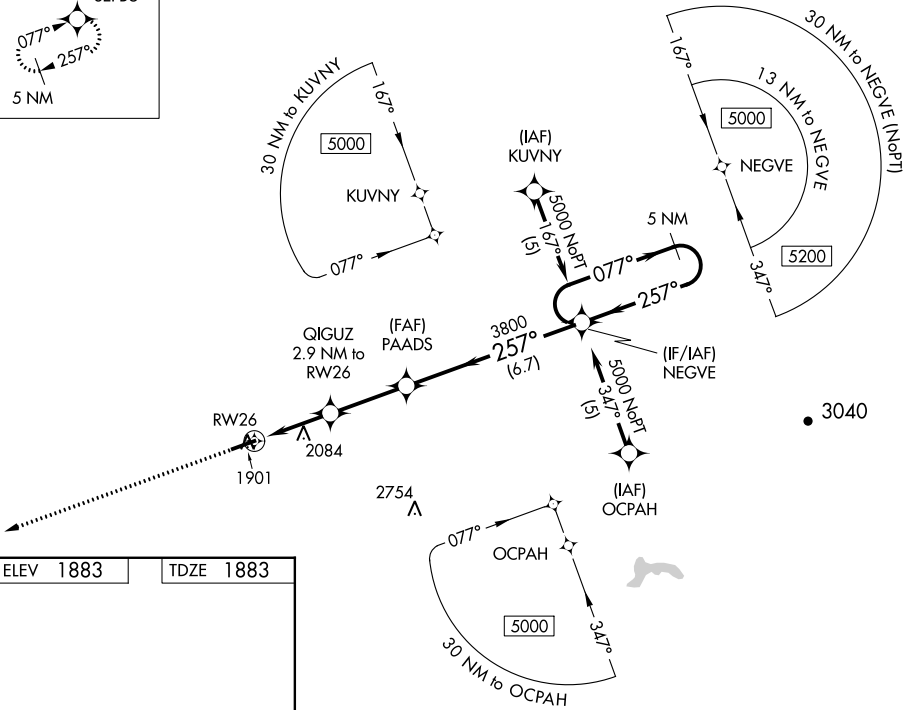 077°
257°
5 NM
30 NM to KUVNY
5000
167°
KUVNY
077°
(IAF)
KUVNY
5000 NoPT
167°
(5)
5 NM
077°
257°
30 NM to NEGVE (NoPT)
167°
13 NM to NEGVE
5000
NEGVE
347°
5200
QIGUZ
2.9 NM to
RW26
(FAF)
PAADS
3800
257°
(6.7)
(IF/IAF)
NEGVE
5000 NoPT
347°
(5)
(IAF)
OCPAH
3040
RW26
1901
2084
2754
077°
OCPAH
5000
347°
30 NM to OCPAH
ELEV 1883
TDZE 1883